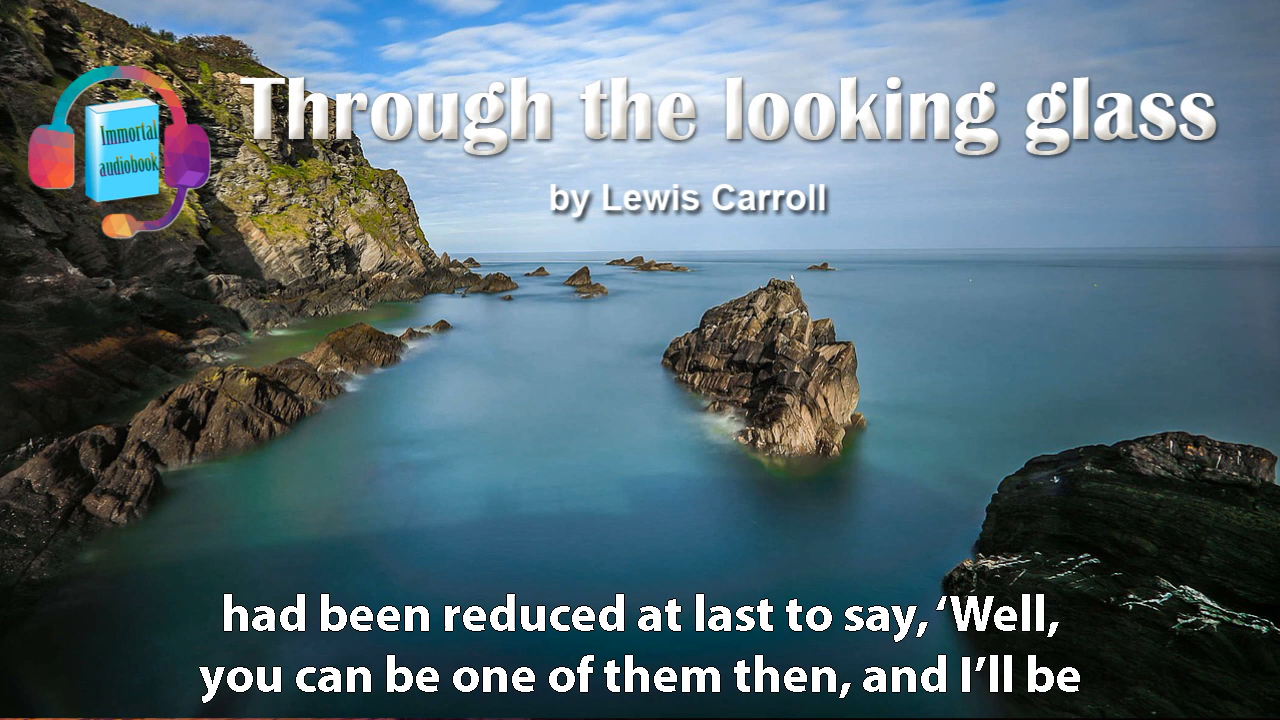 Immortal
audiobook
Through the looking glass
by Lewis Carroll
had been reduced at last to say, ‘Well,
you can be one of them then, and I’ll be